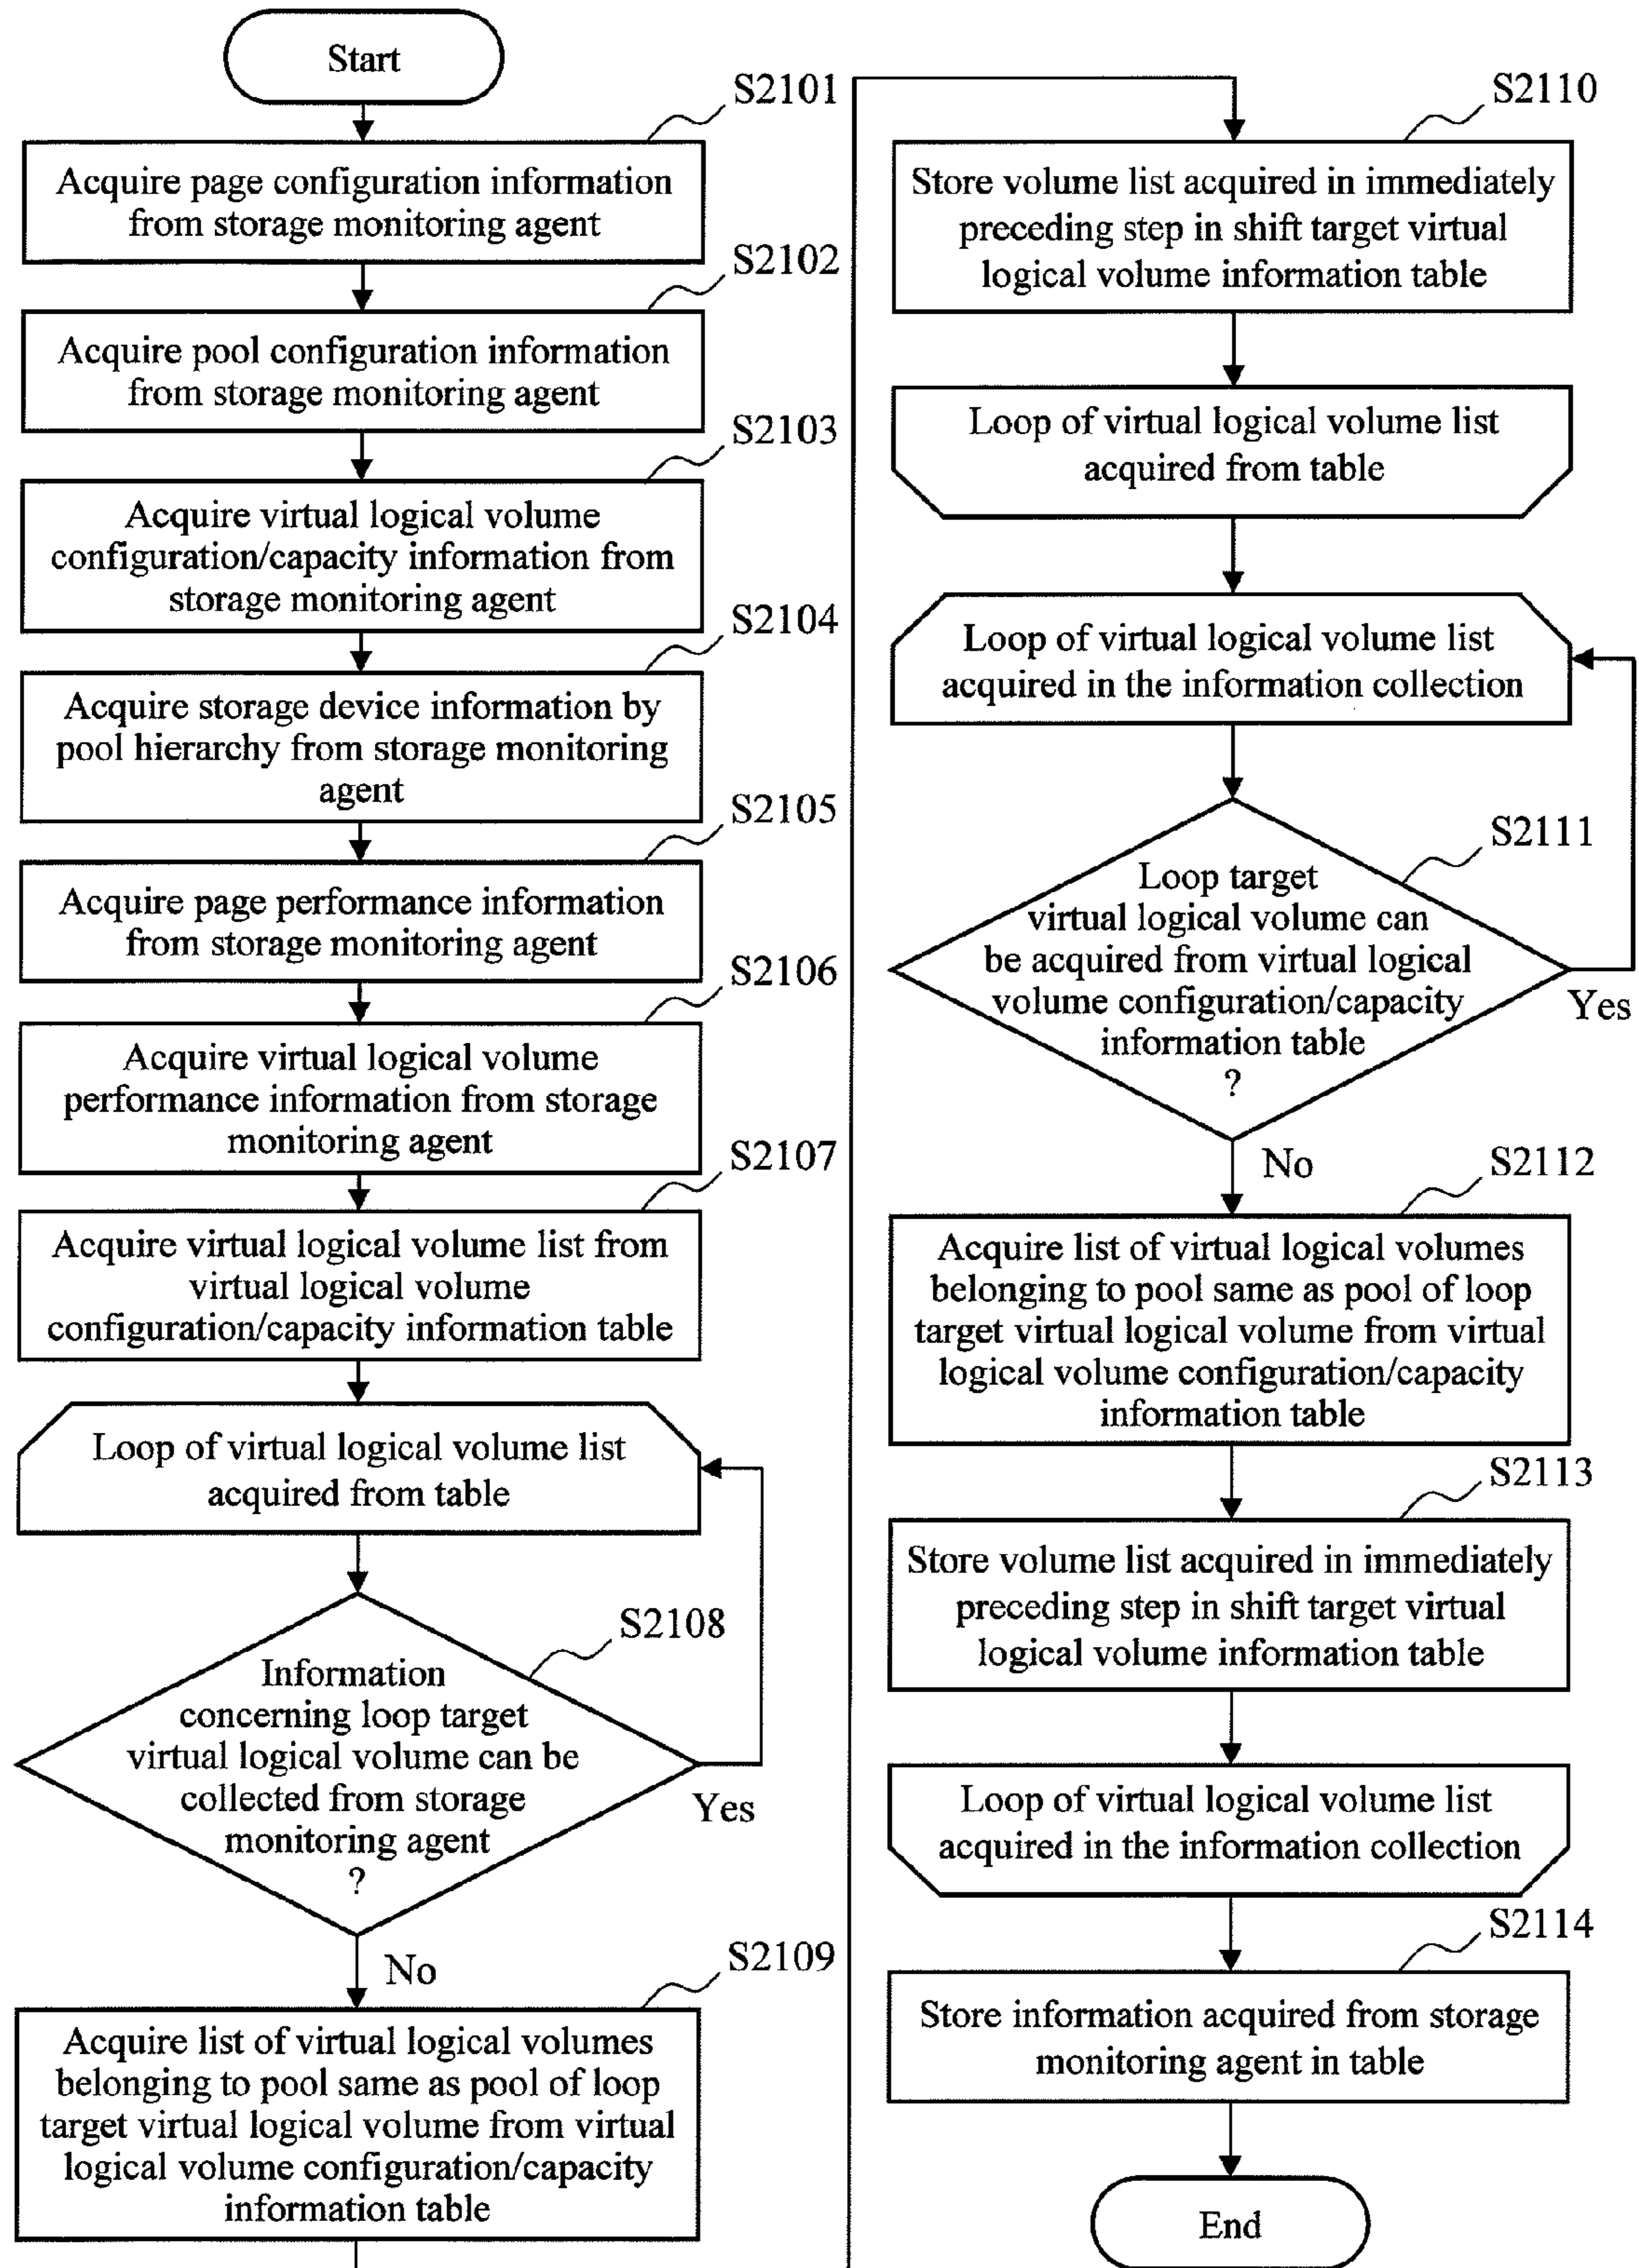 Start
S2101
Acquire page configuration information
from storage monitoring agent
S2102
Acquire pool configuration information
from storage monitoring agent
S2103
Acquire virtual logical volume
configuration/capacity information from
storage monitoring agent
S2104
Acquire storage device information by
pool hierarchy from storage monitoring
agent
S2105
Acquire page performance information
from storage monitoring agent
S2106
Acquire virtual logical volume
performance information from storage
monitoring agent
S2107
Acquire virtual logical volume list from
virtual logical volume
configuration/capacity information table
Loop of virtual logical volume list
acquired from table
S2108
Information
concerning loop target
virtual logical volume can be
collected from storage
monitoring agent
?
Yes
No
S2109
Acquire list of virtual logical volumes
belonging to pool same as pool of loop
target virtual logical volume from virtual
logical volume configuration/capacity
information table
S2110
Store volume list acquired in immediately
preceding step in shift target virtual
logical volume information table
Loop of virtual logical volume list
acquired from table
Loop of virtual logical volume list
acquired in the information collection
S2111
Loop target
virtual logical volume can
be acquired from virtual logical
volume configuration/capacity
information table
?
Yes
No
S2112
Acquire list of virtual logical volumes
belonging to pool same as pool of loop
target virtual logical volume from virtual
logical volume configuration/capacity
information table
S2113
Store volume list acquired in immediately
preceding step in shift target virtual
logical volume information table
Loop of virtual logical volume list
acquired in the information collection
S2114
Store information acquired from storage
monitoring agent in table
End